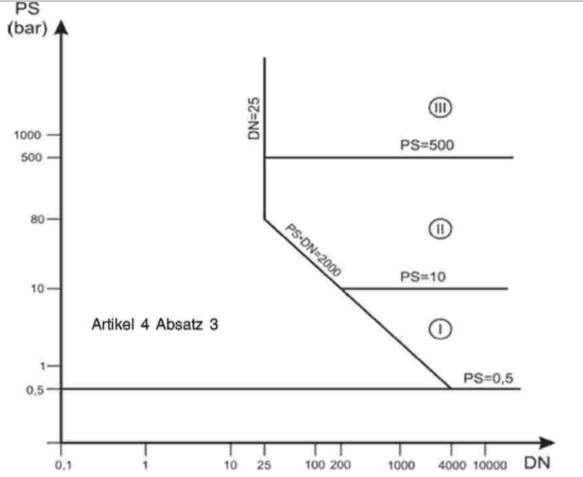 PS
(bar)
DN=25
III
1000
PS=500
500
80
PS·DN=2000
II
PS=10
10
Artikel 4 Absatz 3
I
1
PS=0,5
0,5
0,1 1 10 25 100 200 1000 4000 10000 DN